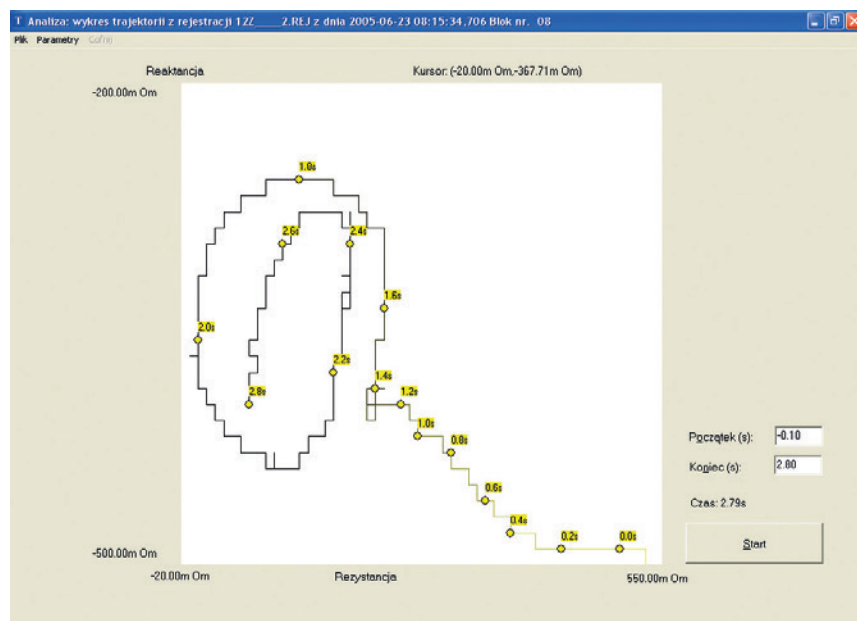 Analiza: wykres trajektorii z rejestracji 12Z____2.REJ z dnia 2005-06-23 08:15:34,706 Blok nr. 08
Plik Parametry Cofnij
Reaktancja
Kursor: (-20.00m Om,-367.71m Om)
-200.00m Om
1.8s
2.6s
2.4s
1.6s
2.0s
2.2s
1.4s
2.8s
1.2s
1.0s
0.8s
0.6s
0.4s
0.2s
0.0s
Początek (s): -0.10
Koniec (s): 2.80
Czas: 2.79s
Start
-500.00m Om
-20.00m Om
Rezystancja
550.00m Om